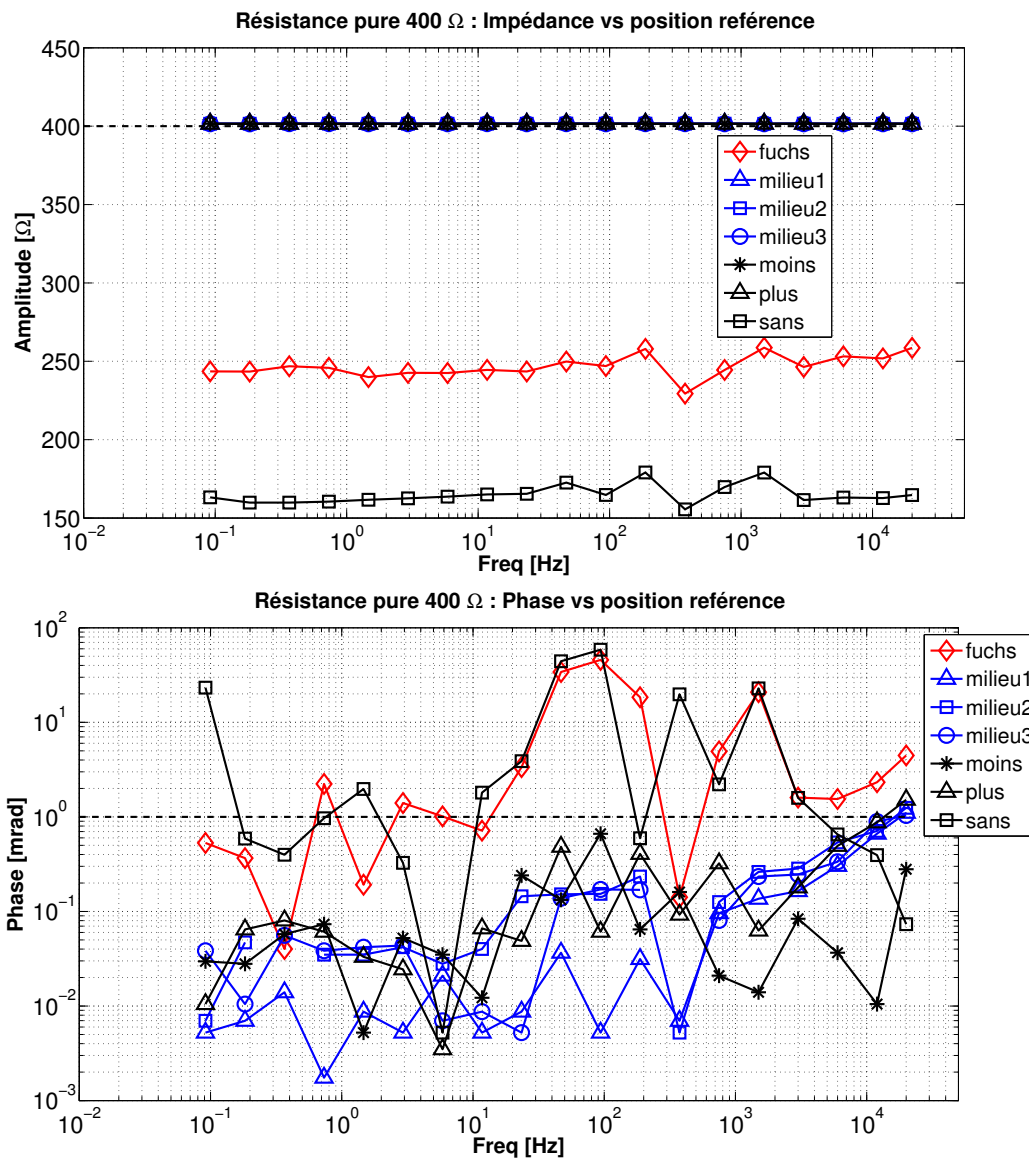 Résistance pure 400 Ω : Impédance vs position reférence
450
400
350
300
250
200
150
Amplitude [Ω]
fuchs
milieu1
milieu2
milieu3
moins
plus
sans
10^-2
10^-1
10^0
10^1
10^2
10^3
10^4
Freq [Hz]
Résistance pure 400 Ω : Phase vs position reférence
10^2
10^1
10^0
10^-1
10^-2
10^-3
Phase [mrad]
fuchs
milieu1
milieu2
milieu3
moins
plus
sans
10^-2
10^-1
10^0
10^1
10^2
10^3
10^4
Freq [Hz]